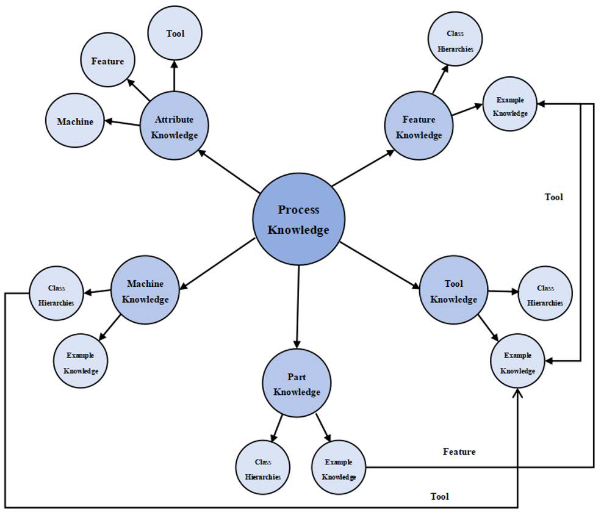 Tool
Feature
Machine
Attribute
Knowledge
Class
Hierarchies
Feature
Knowledge
Example
Knowledge
Process
Knowledge
Tool
Machine
Knowledge
Class
Hierarchies
Example
Knowledge
Tool
Knowledge
Class
Hierarchies
Example
Knowledge
Part
Knowledge
Class
Hierarchies
Example
Knowledge
Feature
Tool